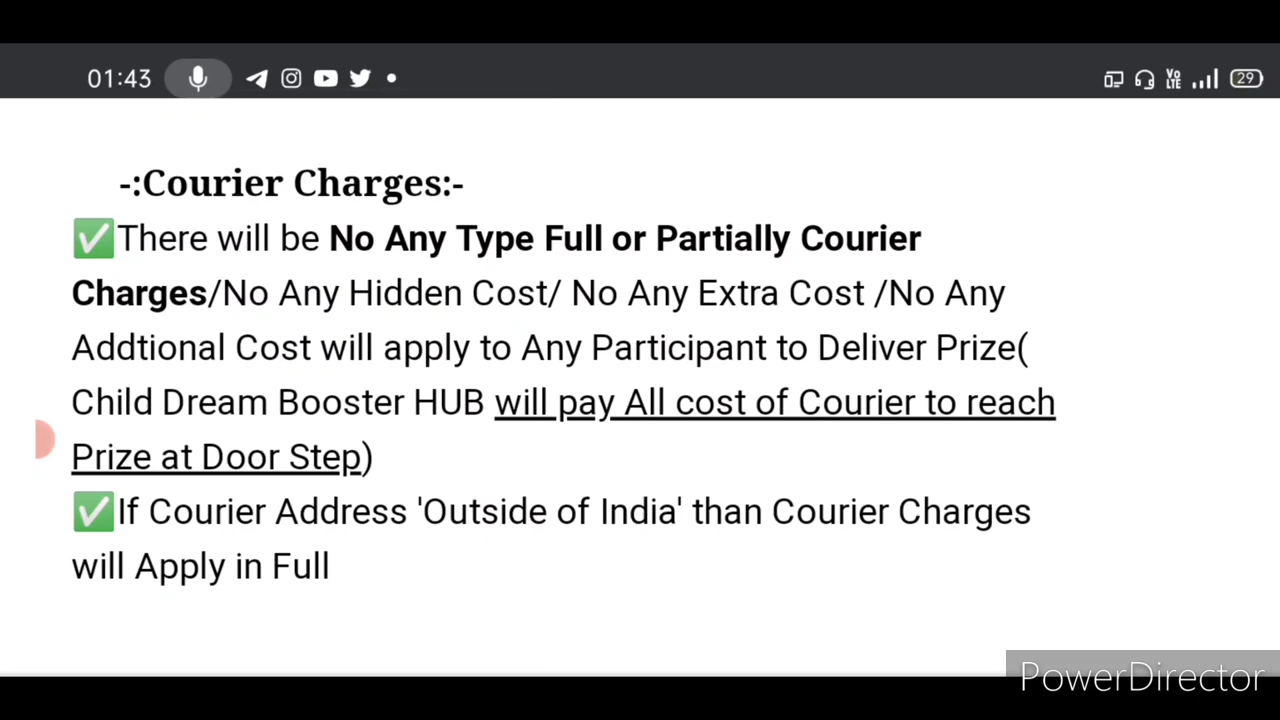 01:43
Vo
LTE
29
-:Courier Charges:-
✅There will be No Any Type Full or Partially Courier
Charges/No Any Hidden Cost/ No Any Extra Cost /No Any
Addtional Cost will apply to Any Participant to Deliver Prize(
Child Dream Booster HUB will pay All cost of Courier to reach
Prize at Door Step)
✅If Courier Address 'Outside of India' than Courier Charges
will Apply in Full
PowerDirector